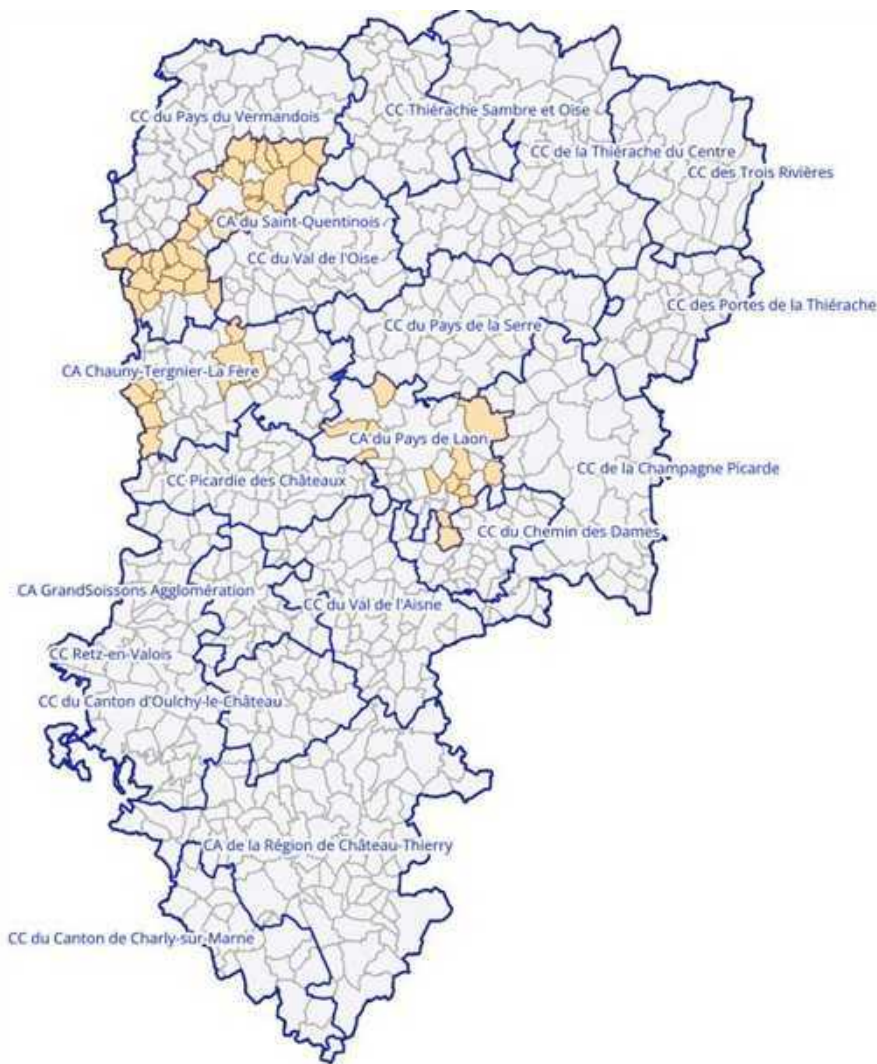 CC Thiérache Sambre et Oise
CC du Pays du Vermandois
CC de la Thiérache du Centre
CC des Trois Rivières
CA du Saint-Quentinois
CC du Val de l'Oise
CC des Portes de la Thiérache
CC du Pays de la Serre
CA Chauny-Tergnier-La Fère
CA du Pays de Laon
CC de la Champagne Picarde
CC Picardie des Châteaux
CC du Chemin des Dames
CA GrandSoissons Agglomération
CC du Val de l'Aisne
CC Retz-en-Valois
CC du Canton d'Oulchy-le-Château
CA de la Région de Château-Thierry
CC du Canton de Charly-sur-Marne